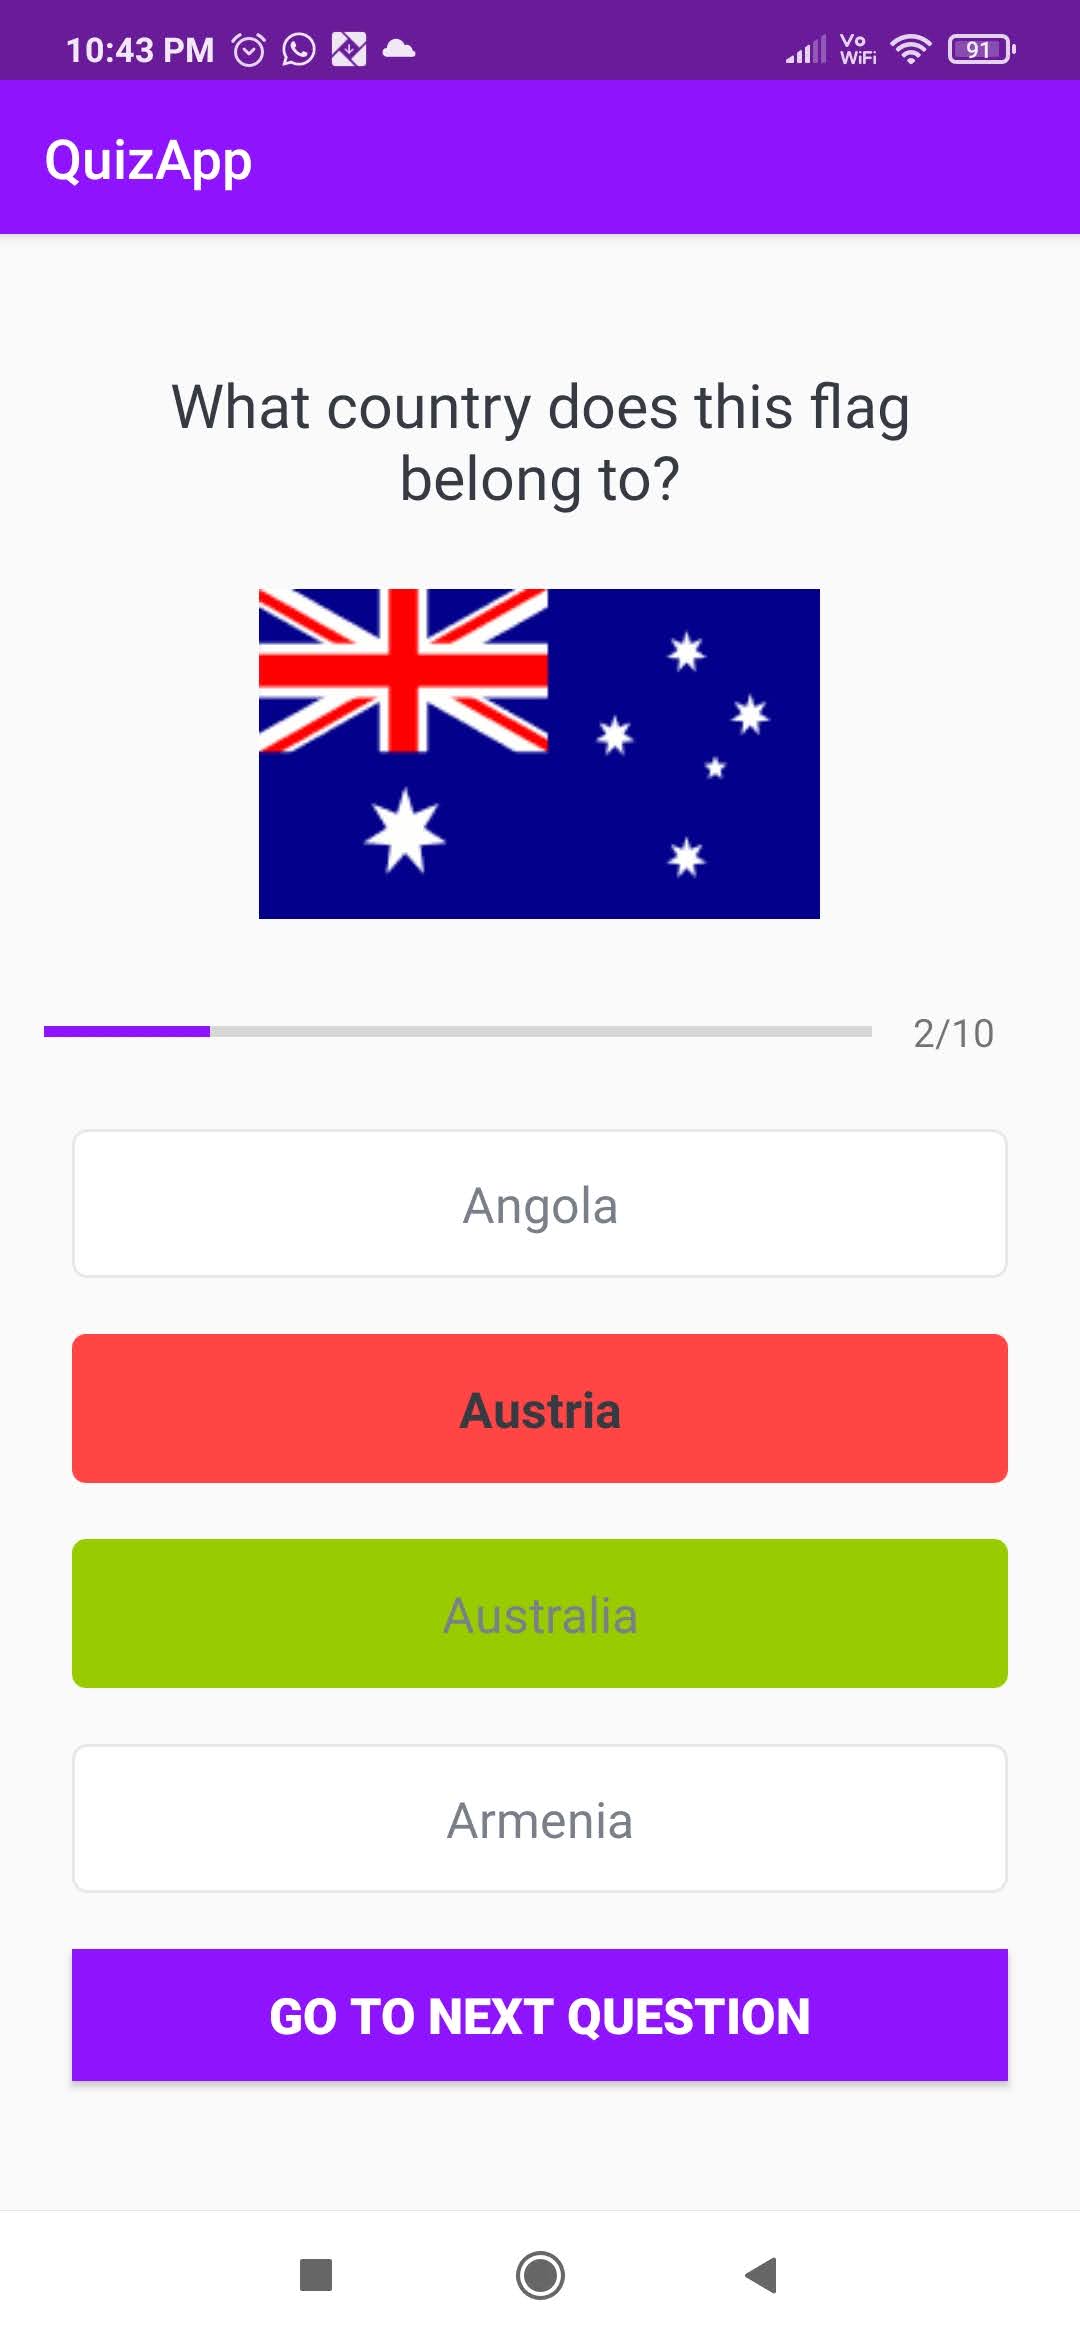 10:43 PM
Vo
WiFi
91
QuizApp
What country does this flag
belong to?
2/10
Angola
Austria
Australia
Armenia
GO TO NEXT QUESTION